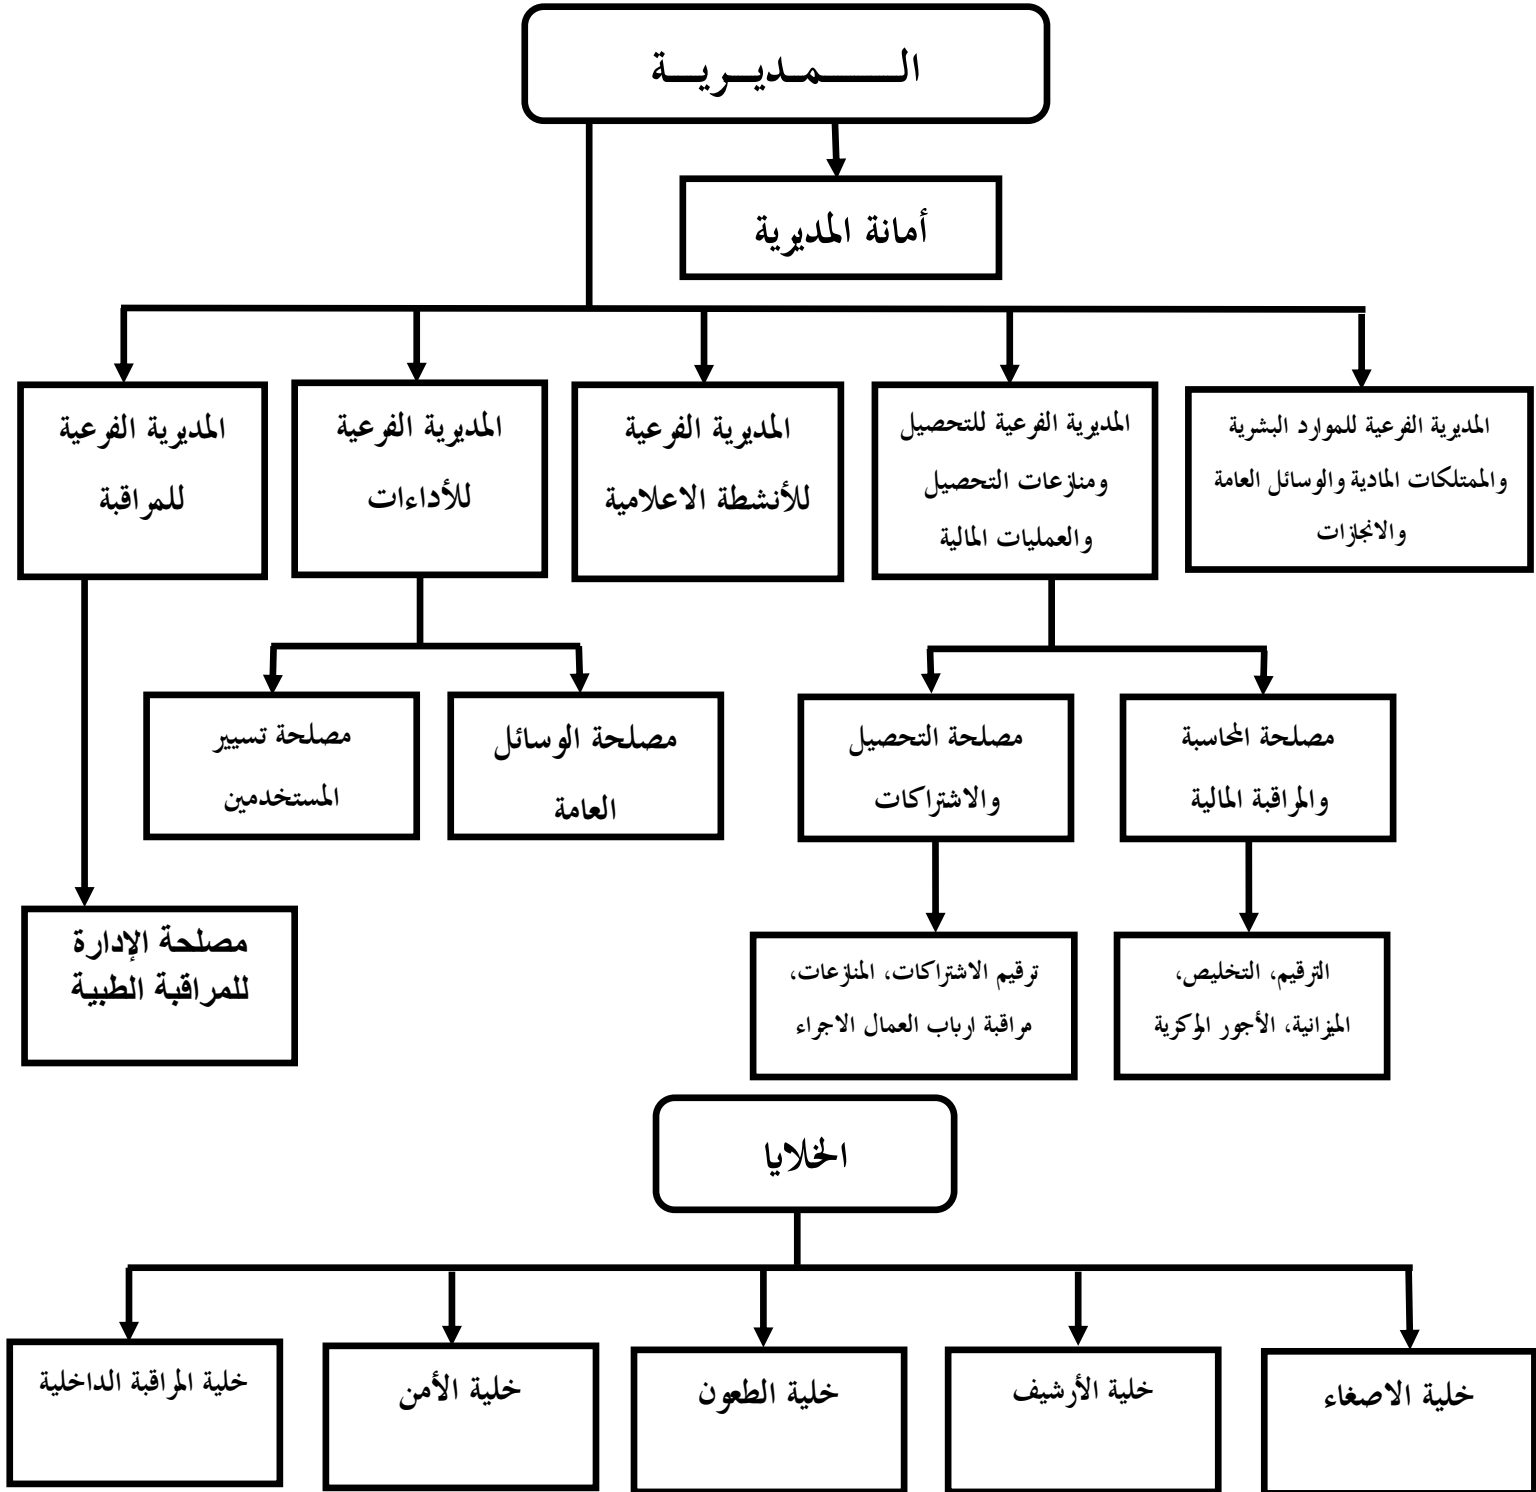 الـــــمـديـريـــة
أمانة المديرية
المديرية الفرعية للموارد البشرية
والممتلكات المادية والوسائل العامة
والانجازات
المديرية الفرعية للتحصيل
ومنازعات التحصيل
والعمليات المالية
المديرية الفرعية
للأنشطة الاعلامية
المديرية الفرعية
للأداءات
المديرية الفرعية
للمراقبة
مصلحة المحاسبة
والمراقبة المالية
مصلحة التحصيل
والاشتراكات
مصلحة الوسائل
العامة
مصلحة تسيير
المستخدمين
الترقيم، التخليص،
الميزانية، الأجور المركزية
ترقيم الاشتراكات، المنازعات،
مراقبة ارباب العمال الاجراء
مصلحة الإدارة
للمراقبة الطبية
الخلايا
خلية الاصغاء
خلية الأرشيف
خلية الطعون
خلية الأمن
خلية المراقبة الداخلية